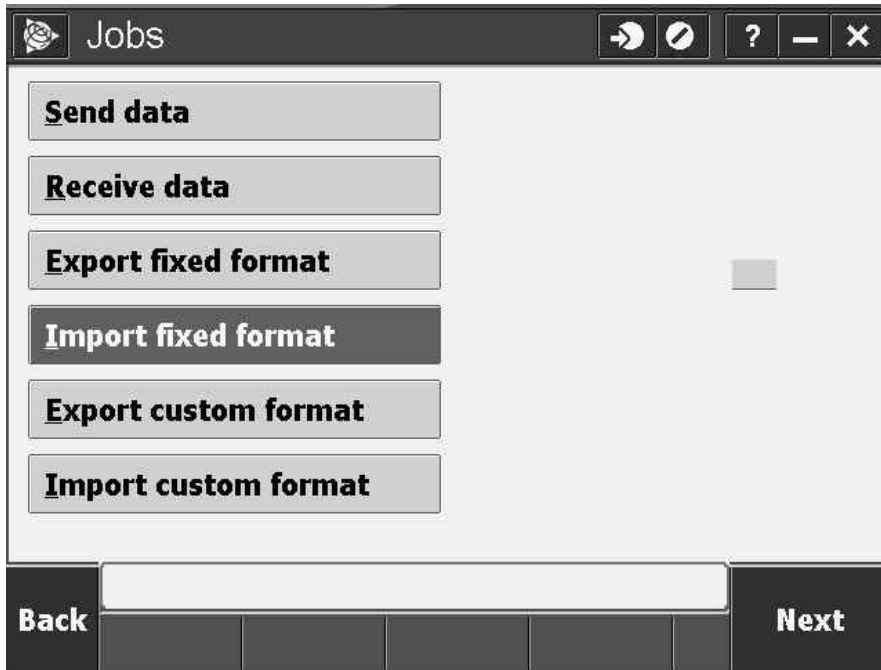 Jobs
?
Send data
Receive data
Export fixed format
Import fixed format
Export custom format
Import custom format
Back
Next